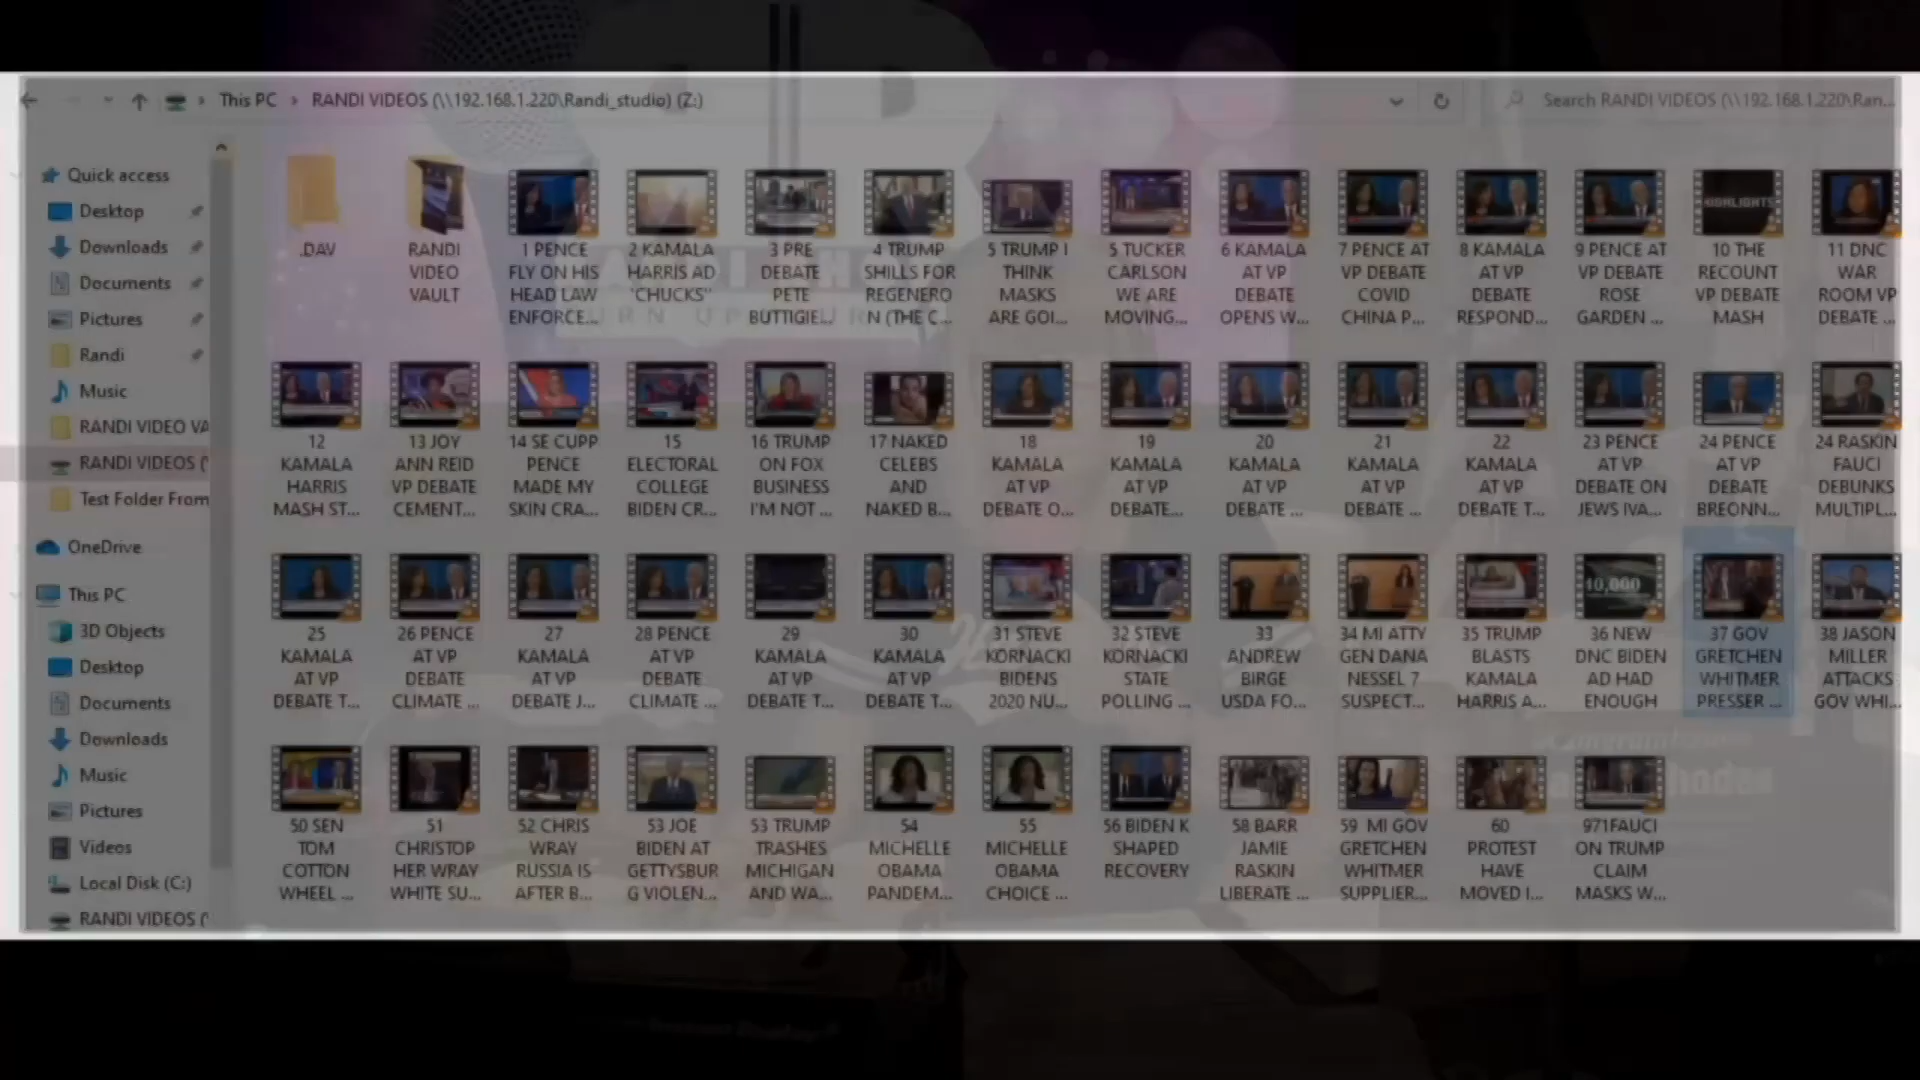 This PC > RANDI VIDEOS (\\192.168.1.220\Randi_studio) (Z:)
Search RANDI VIDEOS (\\192.168.1.220\Ran...
Quick access
Desktop
Downloads
Documents
Pictures
Randi
Music
RANDI VIDEO VA
RANDI VIDEOS ('
Test Folder From
OneDrive
This PC
3D Objects
Desktop
Documents
Downloads
Music
Pictures
Videos
Local Disk (C:)
RANDI VIDEOS ('
.DAV
RANDI
VIDEO
VAULT
1 PENCE
FLY ON HIS
HEAD LAW
ENFORCE...
2 KAMALA
HARRIS AD
"CHUCKS"
3 PRE
DEBATE
PETE
BUTTIGIE...
4 TRUMP
SHILLS FOR
REGENERO
N (THE C...
5 TRUMP I
THINK
MASKS
ARE GOI...
5 TUCKER
CARLSON
WE ARE
MOVING...
6 KAMALA
AT VP
DEBATE
OPENS W...
7 PENCE AT
VP DEBATE
COVID
CHINA P...
8 KAMALA
AT VP
DEBATE
RESPOND...
9 PENCE AT
VP DEBATE
ROSE
GARDEN ...
HIGHLIGHTS
10 THE
RECOUNT
VP DEBATE
MASH
11 DNC
WAR
ROOM VP
DEBATE ...
12
KAMALA
HARRIS
MASH ST...
13 JOY
ANN REID
VP DEBATE
CEMENT...
14 SE CUPP
PENCE
MADE MY
SKIN CRA...
15
ELECTORAL
COLLEGE
BIDEN CR...
16 TRUMP
ON FOX
BUSINESS
I'M NOT ...
17 NAKED
CELEBS
AND
NAKED B...
18
KAMALA
AT VP
DEBATE O...
19
KAMALA
AT VP
DEBATE...
20
KAMALA
AT VP
DEBATE ...
21
KAMALA
AT VP
DEBATE ...
22
KAMALA
AT VP
DEBATE T...
23 PENCE
AT VP
DEBATE ON
JEWS IVA...
24 PENCE
AT VP
DEBATE
BREONN...
24 RASKIN
FAUCI
DEBUNKS
MULTIPL...
25
KAMALA
AT VP
DEBATE T...
26 PENCE
AT VP
DEBATE
CLIMATE ...
27
KAMALA
AT VP
DEBATE J...
28 PENCE
AT VP
DEBATE
CLIMATE ...
29
KAMALA
AT VP
DEBATE T...
30
KAMALA
AT VP
DEBATE T...
31 STEVE
KORNACKI
BIDENS
2020 NU...
32 STEVE
KORNACKI
STATE
POLLING ...
33
ANDREW
BIRGE
USDA FO...
34 MI ATTY
GEN DANA
NESSEL 7
SUSPECT...
35 TRUMP
BLASTS
KAMALA
HARRIS A...
10,000
36 NEW
DNC BIDEN
AD HAD
ENOUGH
37 GOV
GRETCHEN
WHITMER
PRESSER ...
38 JASON
MILLER
ATTACKS
GOV WHI...
50 SEN
TOM
COTTON
WHEEL ...
51
CHRISTOP
HER WRAY
WHITE SU...
52 CHRIS
WRAY
RUSSIA IS
AFTER B...
53 JOE
BIDEN AT
GETTYSBUR
G VIOLEN...
53 TRUMP
TRASHES
MICHIGAN
AND WA...
54
MICHELLE
OBAMA
PANDEM...
55
MICHELLE
OBAMA
CHOICE ...
56 BIDEN K
SHAPED
RECOVERY
58 BARR
JAMIE
RASKIN
LIBERATE ...
59 MI GOV
GRETCHEN
WHITMER
SUPPLIER...
60
PROTEST
HAVE
MOVED I...
971FAUCI
ON TRUMP
CLAIM
MASKS W...